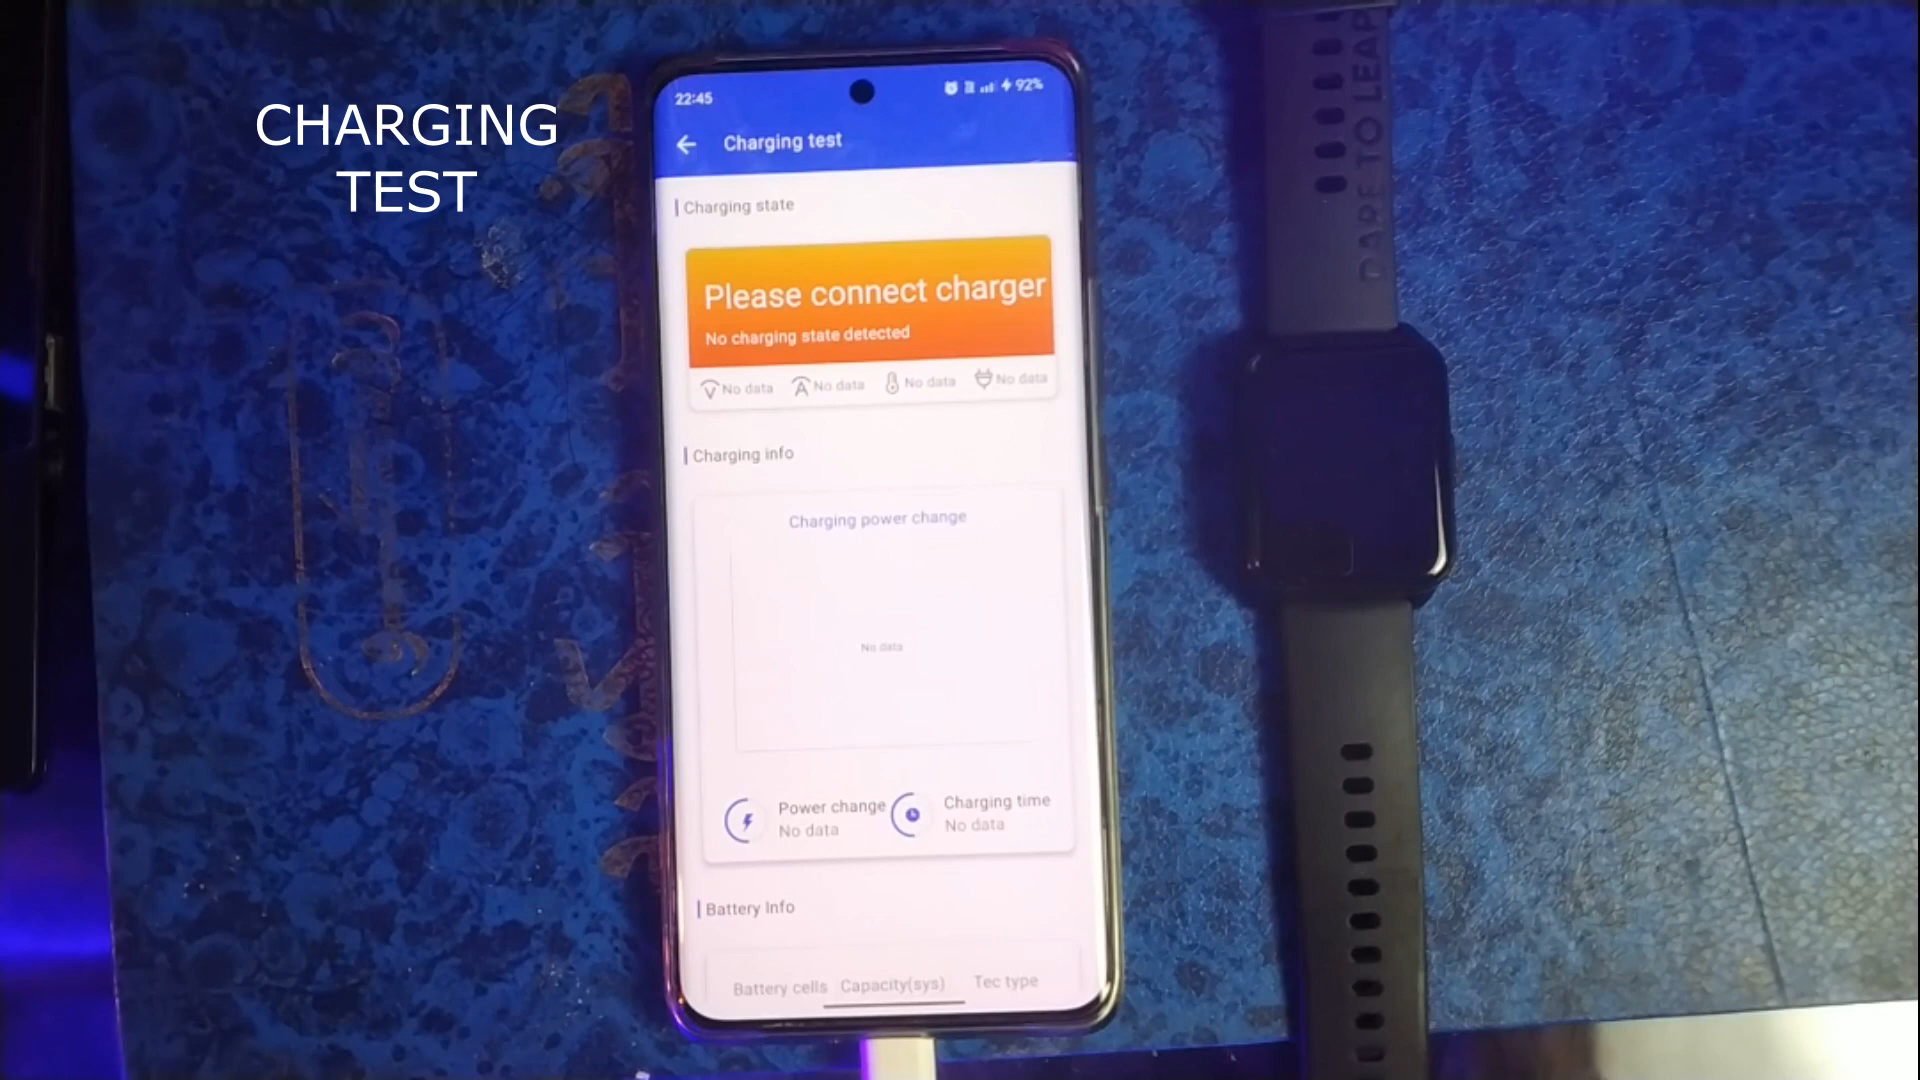 CHARGING
TEST
22:45
92%
Charging test
Charging state
Please connect charger
No charging state detected
No data
No data
No data
No data
Charging info
Charging power change
No data
Power change
No data
Charging time
No data
Battery Info
Battery cells
Capacity(sys)
Tec type
DARE TO LEAP